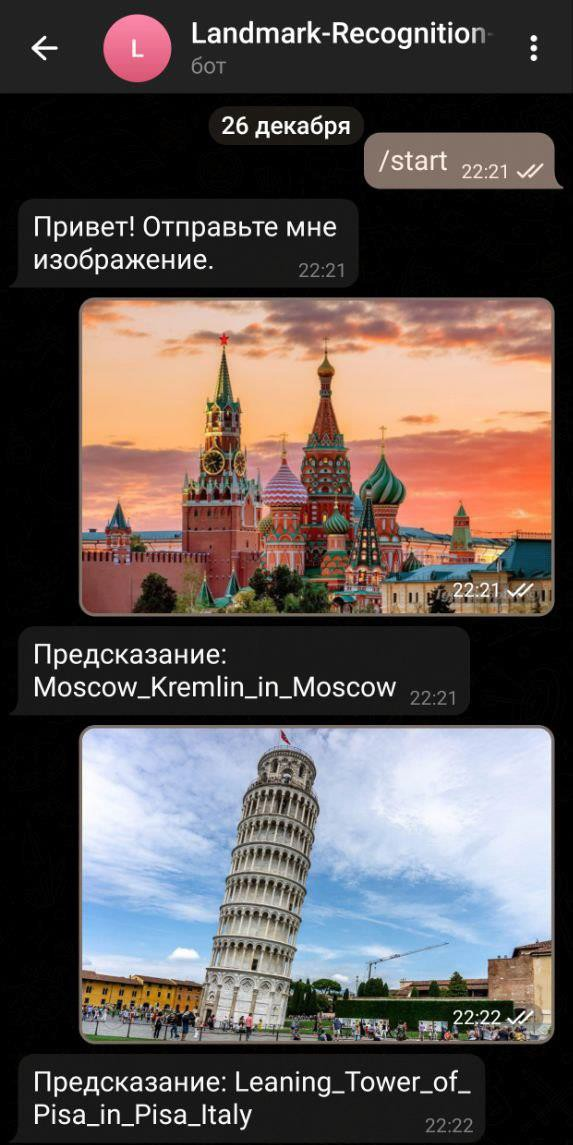 L
Landmark-Recognition-
бот
26 декабря
/start 22:21
Привет! Отправьте мне
изображение. 22:21
22:21
Предсказание:
Moscow_Kremlin_in_Moscow 22:21
22:22
Предсказание: Leaning_Tower_of_
Pisa_in_Pisa_Italy 22:22